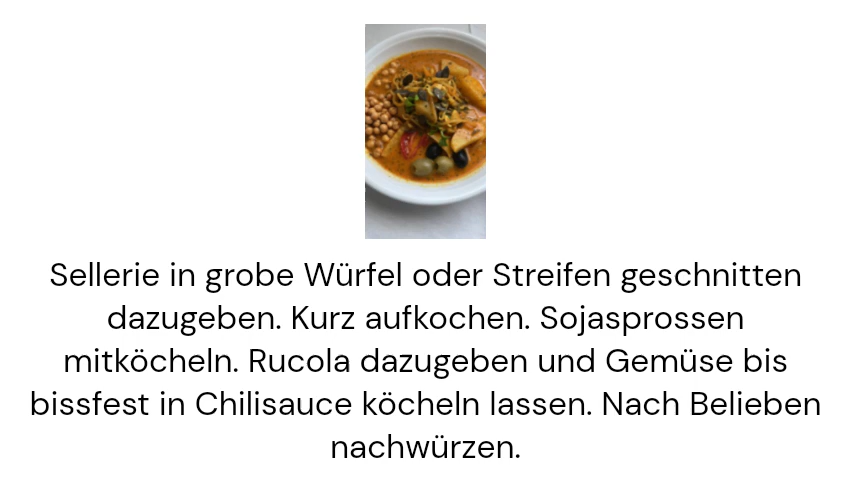 Sellerie in grobe Würfel oder Streifen geschnitten
dazugeben. Kurz aufkochen. Sojasprossen
mitköcheln. Rucola dazugeben und Gemüse bis
bissfest in Chilisauce köcheln lassen. Nach Belieben
nachwürzen.